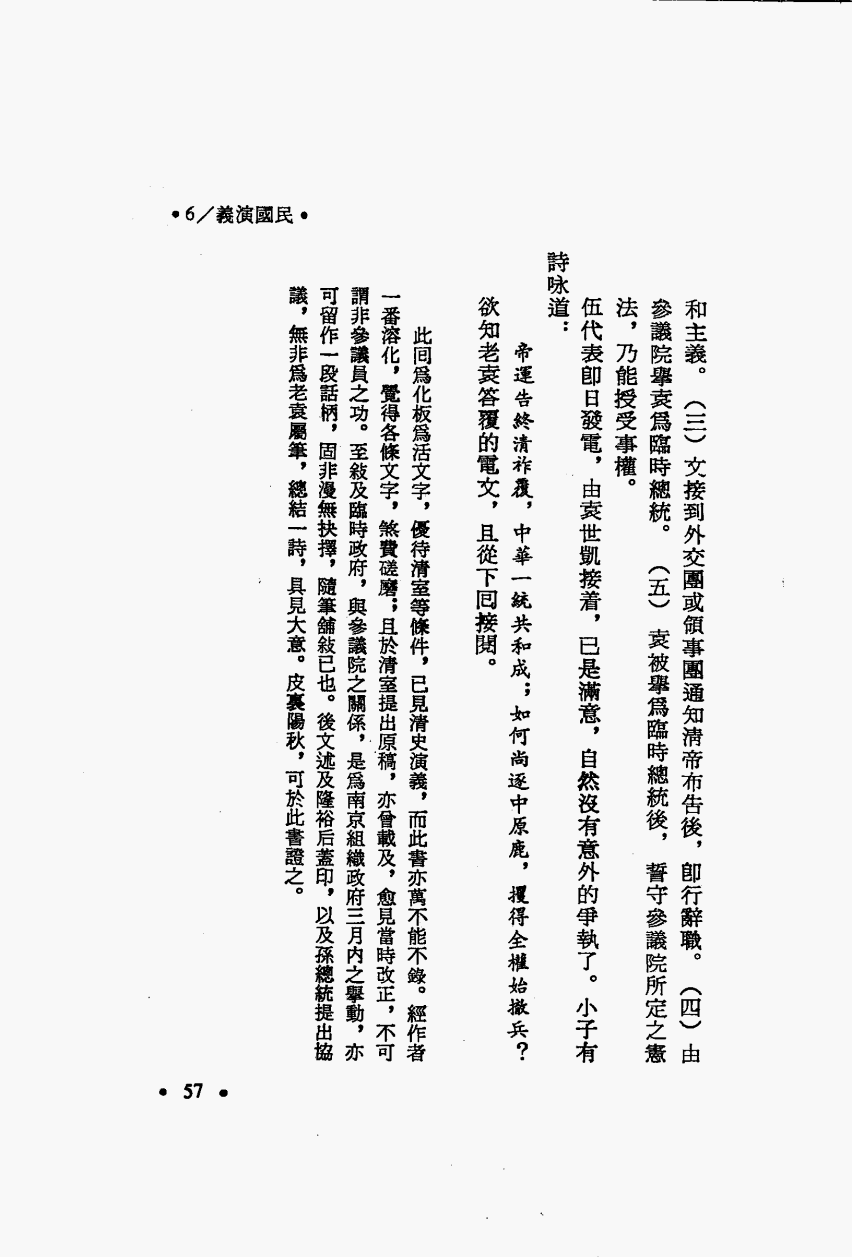 •6／義演國民•
和主義。（三）文接到外交團或領事團通知清帝布告後，卽行辭職。（四）由
參議院舉袁爲臨時總統。（五）袁被舉爲臨時總統後，誓守參議院所定之憲
法，乃能授受事權。
伍代表卽日發電，由袁世凱接着，已是滿意，自然沒有意外的爭執了。小子有
詩咏道：
帝運告終清祚覆，中華一統共和成；如何尚逐中原鹿，攫得全權始撤兵？
欲知老袁答覆的電文，且從下回接閱。
此回爲化板爲活文字，優待清室等條件，已見清史演義，而此書亦萬不能不錄。經作者
一番溶化，覺得各條文字，煞費磋磨；且於清室提出原稿，亦曾載及，愈見當時改正，不可
謂非參議員之功。至敍及臨時政府，與參議院之關係，是爲南京組織政府三月內之舉動，亦
可留作一段話柄，固非漫無抉擇，隨筆舖敍已也。後文述及隆裕后蓋印，以及孫總統提出協
議，無非爲老袁屬筆，總結一詩，具見大意。皮裏陽秋，可於此書證之。
• 57 •